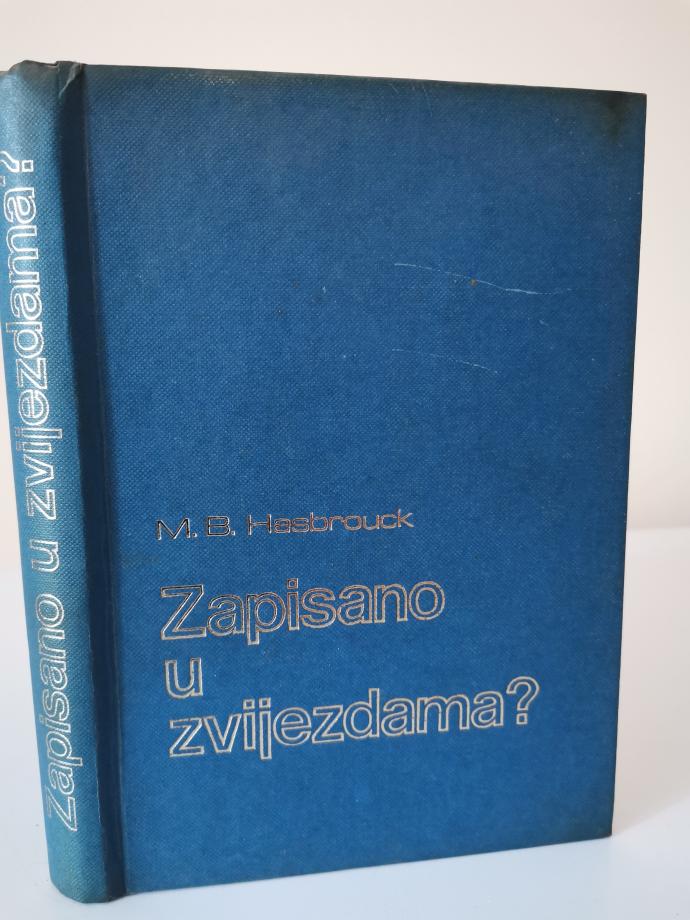 Zapisano u zvijezdama?
M. B. Hasbrouck
Zapisano
u
zvijezdama?